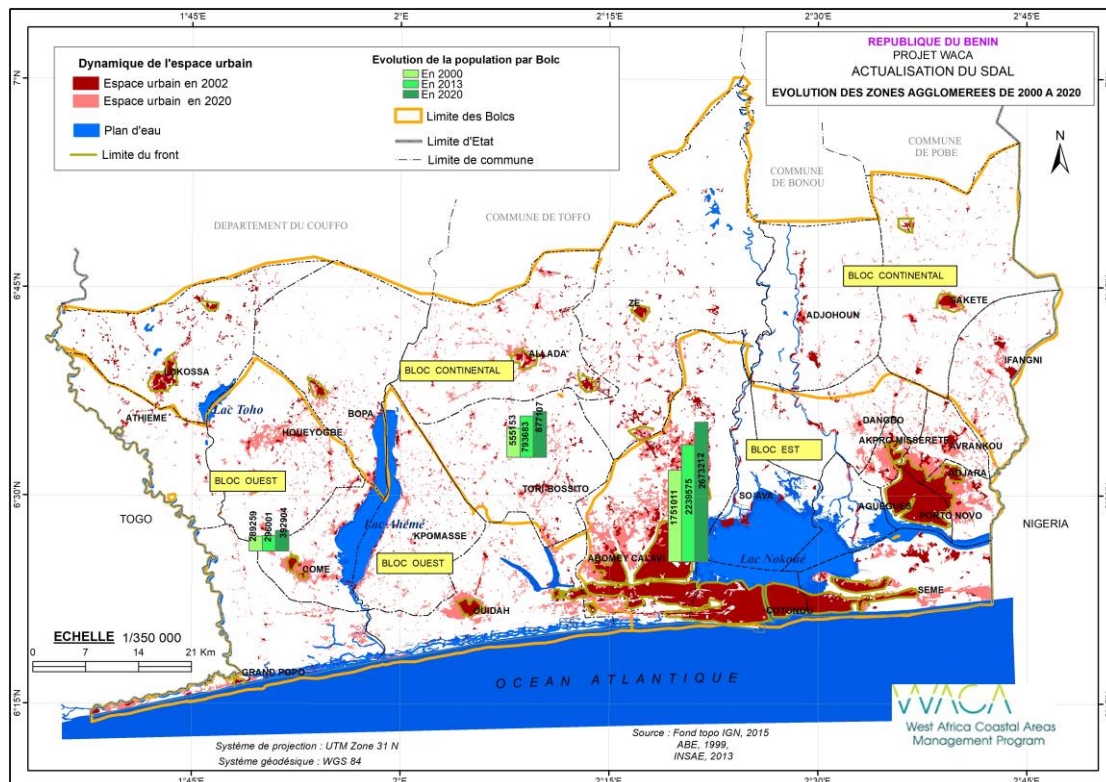 1°45'E
2°E
2°15'E
2°30'E
2°45'E
Dynamique de l'espace urbain
Espace urbain en 2002
Espace urbain en 2020
Plan d'eau
Limite du front
Evolution de la population par Bolc
En 2000
En 2013
En 2020
Limite des Bolcs
Limite d'Etat
Limite de commune
REPUBLIQUE DU BENIN
PROJET WACA
ACTUALISATION DU SDAL
EVOLUTION DES ZONES AGGLOMEREES DE 2000 A 2020
N
7°N
COMMUNE
DE POBE
COMMUNE
DE BONOU
COMMUNE DE TOFFO
DEPARTEMENT DU COUFFO
6°45'N
BLOC CONTINENTAL
SAKETE
ZE
ADJOHOUN
ALLADA
IFANGNI
BLOC CONTINENTAL
LOKOSSA
Lac Toho
ATHIEME
BOPA
HOUEYOGBE
DANGBO
AKPRO MISSERETE
AVRANKOU
ADJARA
BLOC EST
BLOC OUEST
555153
793683
877107
TORI-BOSSITO
6°30'N
SO-AVA
AGUEGUES
PORTO NOVO
TOGO
NIGERIA
1751011
2239575
2673212
289259
296001
392904
Lac Ahémé
KPOMASSE
ABOMEY CALAVI
Lac Nokoué
BLOC OUEST
COME
SEME
OUIDAH
COTONOU
ECHELLE 1/350 000
0 7 14 21 Km
GRAND POPO
OCEAN ATLANTIQUE
6°15'N
WACA
West Africa Coastal Areas
Management Program
Système de projection : UTM Zone 31 N
Système géodésique : WGS 84
Source : Fond topo IGN, 2015
ABE, 1999,
INSAE, 2013
1°45'E
2°E
2°15'E
2°30'E
2°45'E